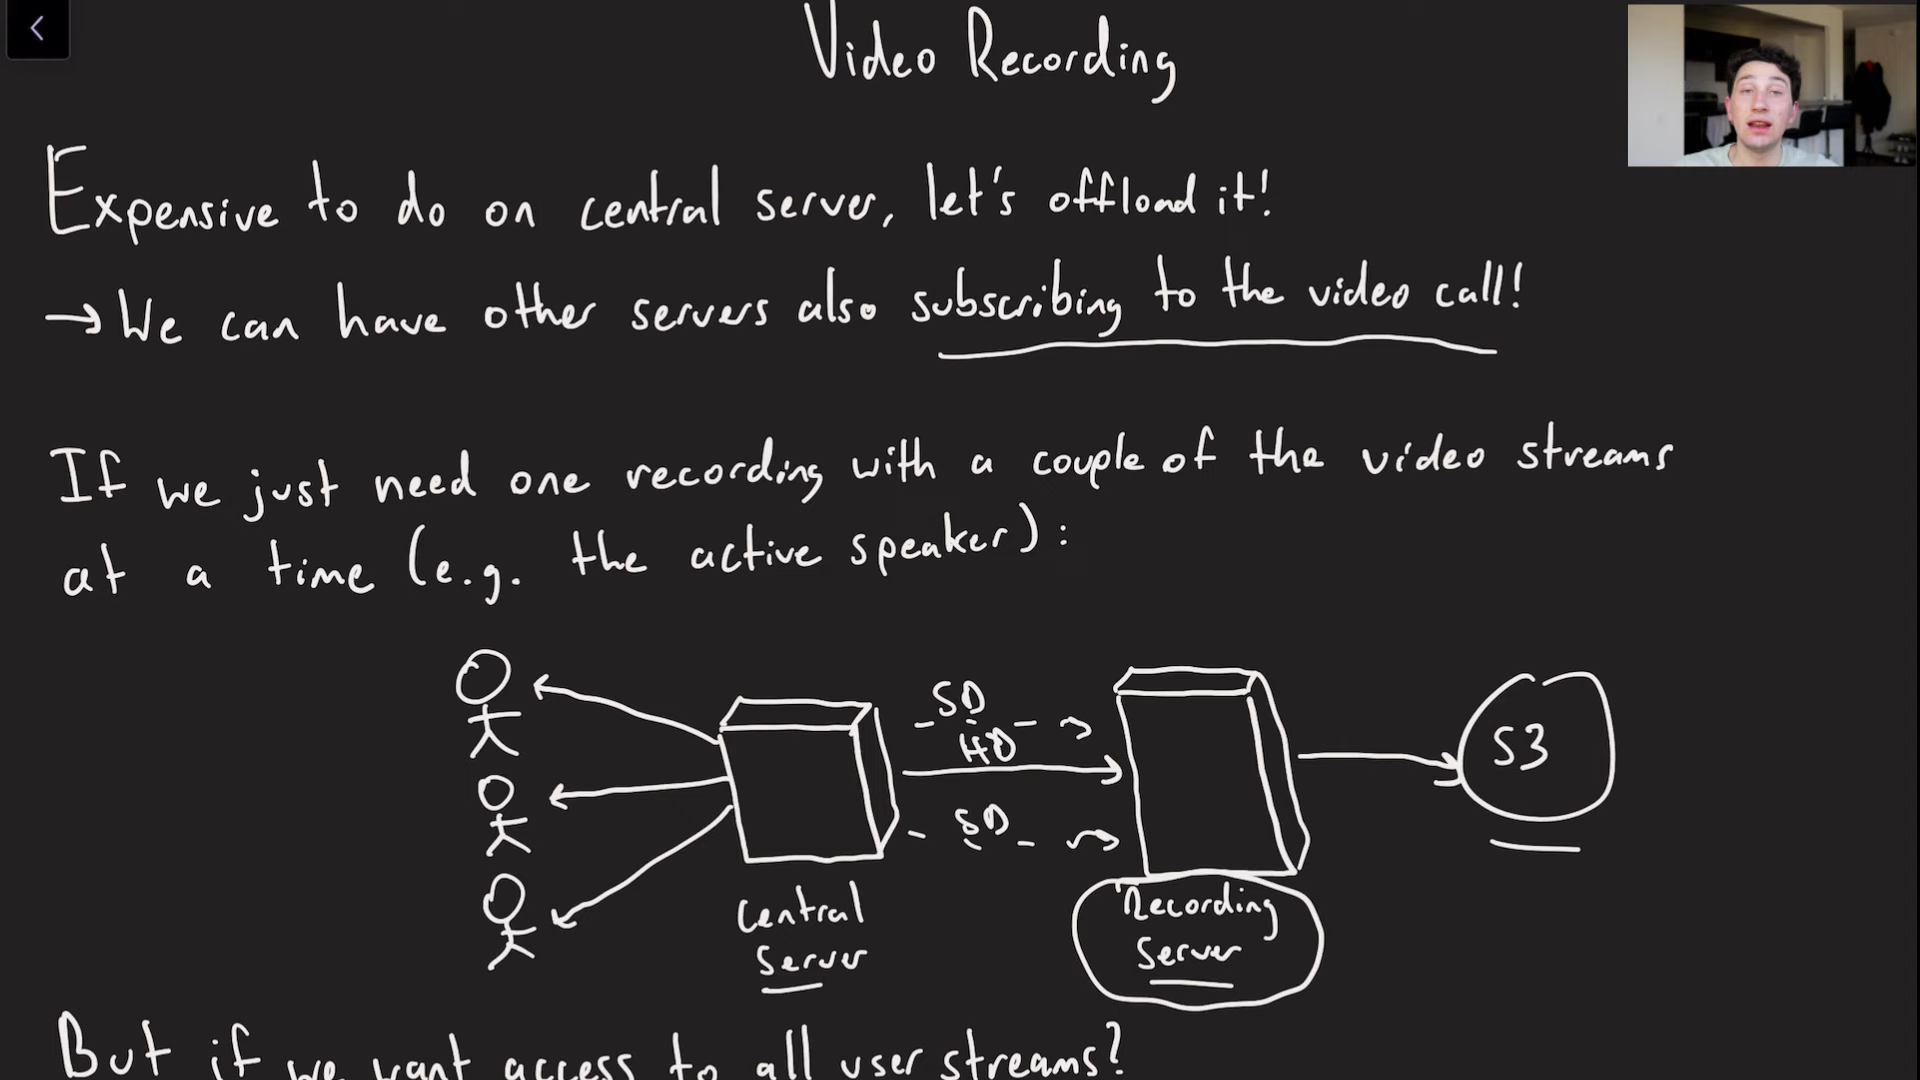 Video Recording
Expensive to do on central server, let's offload it!
→ We can have other servers also subscribing to the video call!
If we just need one recording with a couple of the video streams
at a time (e.g. the active speaker):
SD
HD
SD
S3
Central
Server
Recording
Server
But if we want access to all user streams?